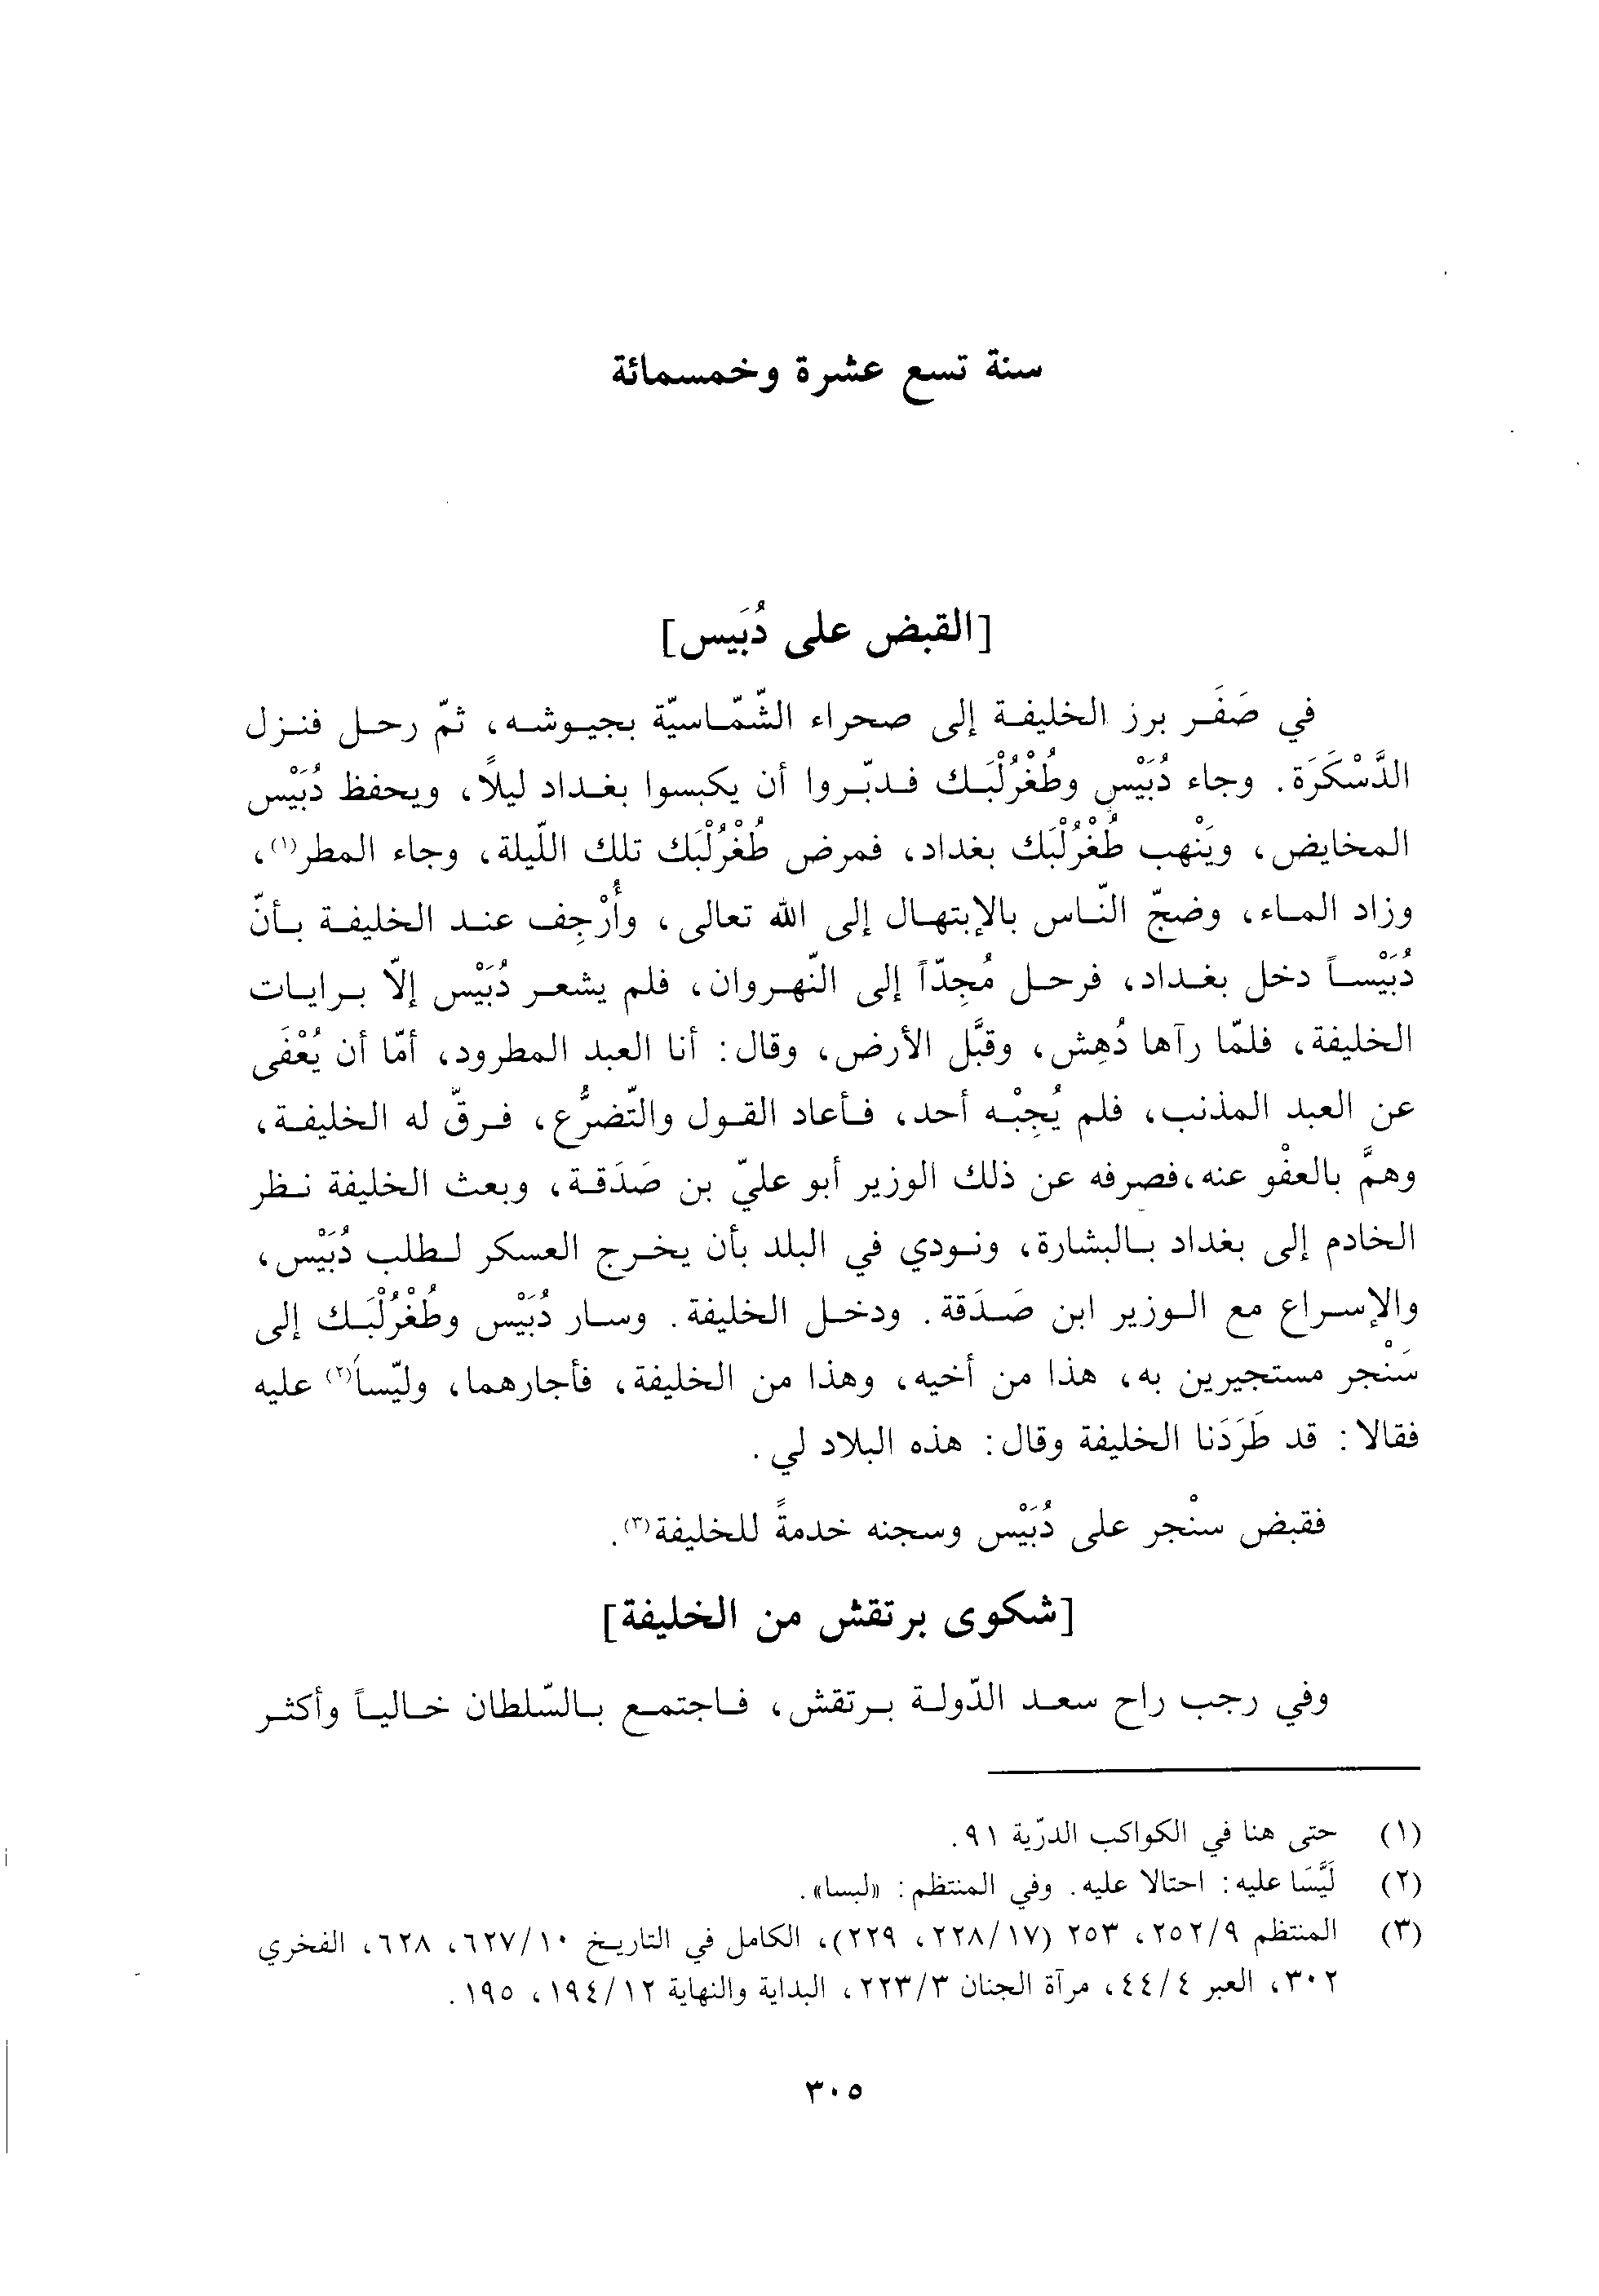 سنة تسع عشرة وخمسمائة
[القبض على دُبَيس]
في صَفَر برز الخليفة إلى صحراء الشّمّاسيّة بجيوشه، ثمّ رحل فنزل
الدَّسْكَرَة. وجاء دُبَيْس وطُغْرُلْبَك فدبّروا أن يكبسوا بغداد ليلًا، ويحفظ دُبَيْس
المخايض، ويَنْهب طُغْرُلْبَك بغداد، فمرض طُغْرُلْبَك تلك اللّيلة، وجاء المطر(١)،
وزاد الماء، وضجّ النّاس بالإبتهال إلى الله تعالى، وأُرْجِف عند الخليفة بأنّ
دُبَيْساً دخل بغداد، فرحل مُجِدّاً إلى النّهروان، فلم يشعر دُبَيْس إلّا برايات
الخليفة، فلمّا رآها دُهِش، وقبَّل الأرض، وقال: أنا العبد المطرود، أمّا أن يُعْفَى
عن العبد المذنب، فلم يُجِبْه أحد، فأعاد القول والتّضرُّع، فرقّ له الخليفة،
وهمَّ بالعفْو عنه، فصرفه عن ذلك الوزير أبو عليّ بن صَدَقة، وبعث الخليفة نظر
الخادم إلى بغداد بالبشارة، ونودي في البلد بأن يخرج العسكر لطلب دُبَيْس،
والإسراع مع الوزير ابن صَدَقة. ودخل الخليفة. وسار دُبَيْس وطُغْرُلْبَك إلى
سَنْجر مستجيرين به، هذا من أخيه، وهذا من الخليفة، فأجارهما، وليّسا(٢) عليه
فقالا: قد طَرَدَنا الخليفة وقال: هذه البلاد لي.
فقبض سنْجر على دُبَيْس وسجنه خدمةً للخليفة(٣).
[شكوى برتقش من الخليفة]
وفي رجب راح سعد الدّولة برتقش، فاجتمع بالسّلطان خالياً وأكثر
(١) حتى هنا في الكواكب الدرّية ٩١.
(٢) لَيَّسَا عليه: احتالا عليه. وفي المنتظم: «لبسا».
(٣) المنتظم ٢٥٢/٩، ٢٥٣ (٢٢٨/١٧، ٢٢٩)، الكامل في التاريخ ٦٢٧/١٠، ٦٢٨، الفخري
٣٠٢، العبر ٤٤/٤، مرآة الجنان ٢٢٣/٣، البداية والنهاية ١٩٤/١٢، ١٩٥.
٣٠٥